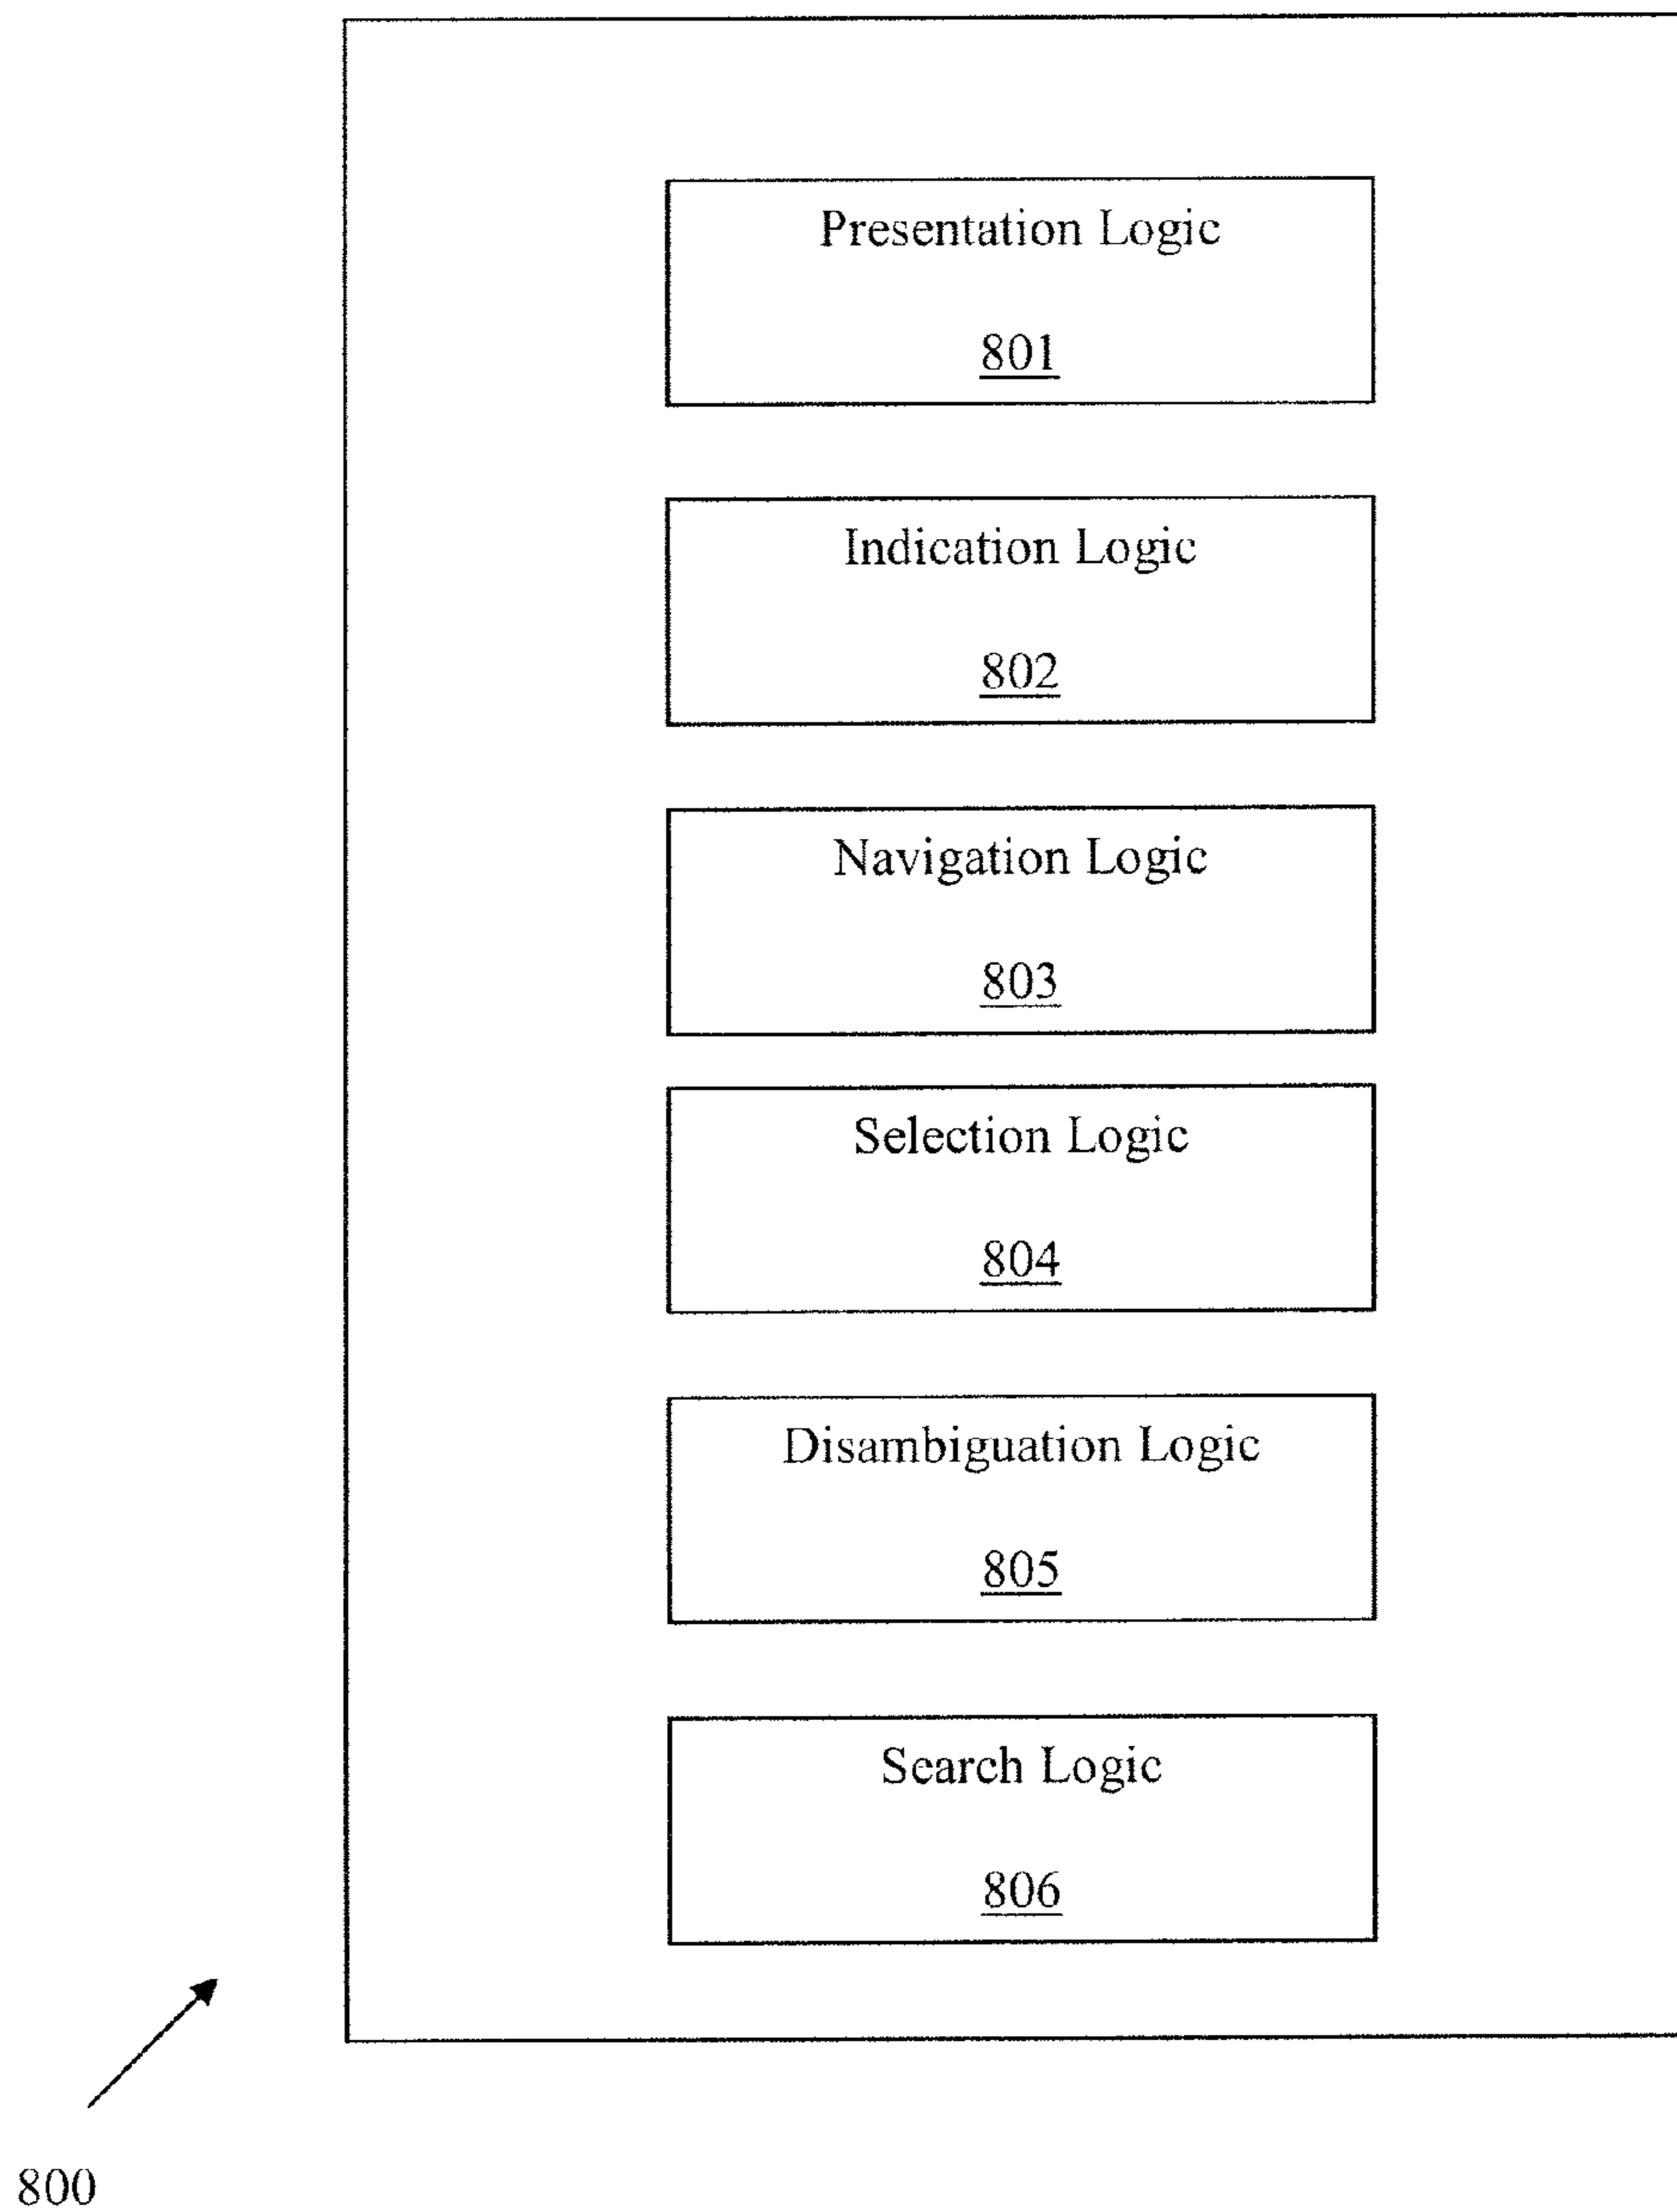 Presentation Logic
801
Indication Logic
802
Navigation Logic
803
Selection Logic
804
Disambiguation Logic
805
Search Logic
806
800